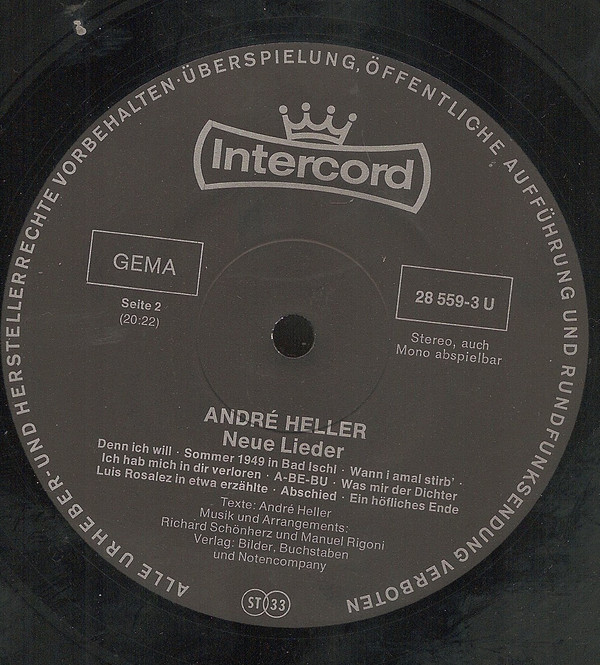 ALLE URHEBER- UND HERSTELLERRECHTE VORBEHALTEN · ÜBERSPIELUNG, ÖFFENTLICHE AUFFÜHRUNG UND RUNDFUNKSENDUNG VERBOTEN
Intercord
GEMA
Seite 2
(20:22)
28 559-3 U
Stereo, auch
Mono abspielbar
ANDRÉ HELLER
Neue Lieder
Denn ich will · Sommer 1949 in Bad Ischl · Wann i amal stirb' ·
Ich hab mich in dir verloren · A-BE-BU · Was mir der Dichter
Luis Rosalez in etwa erzählte · Abschied · Ein höfliches Ende
Texte: André Heller
Musik und Arrangements:
Richard Schönherz und Manuel Rigoni
Verlag: Bilder, Buchstaben
und Notencompany
ST 33